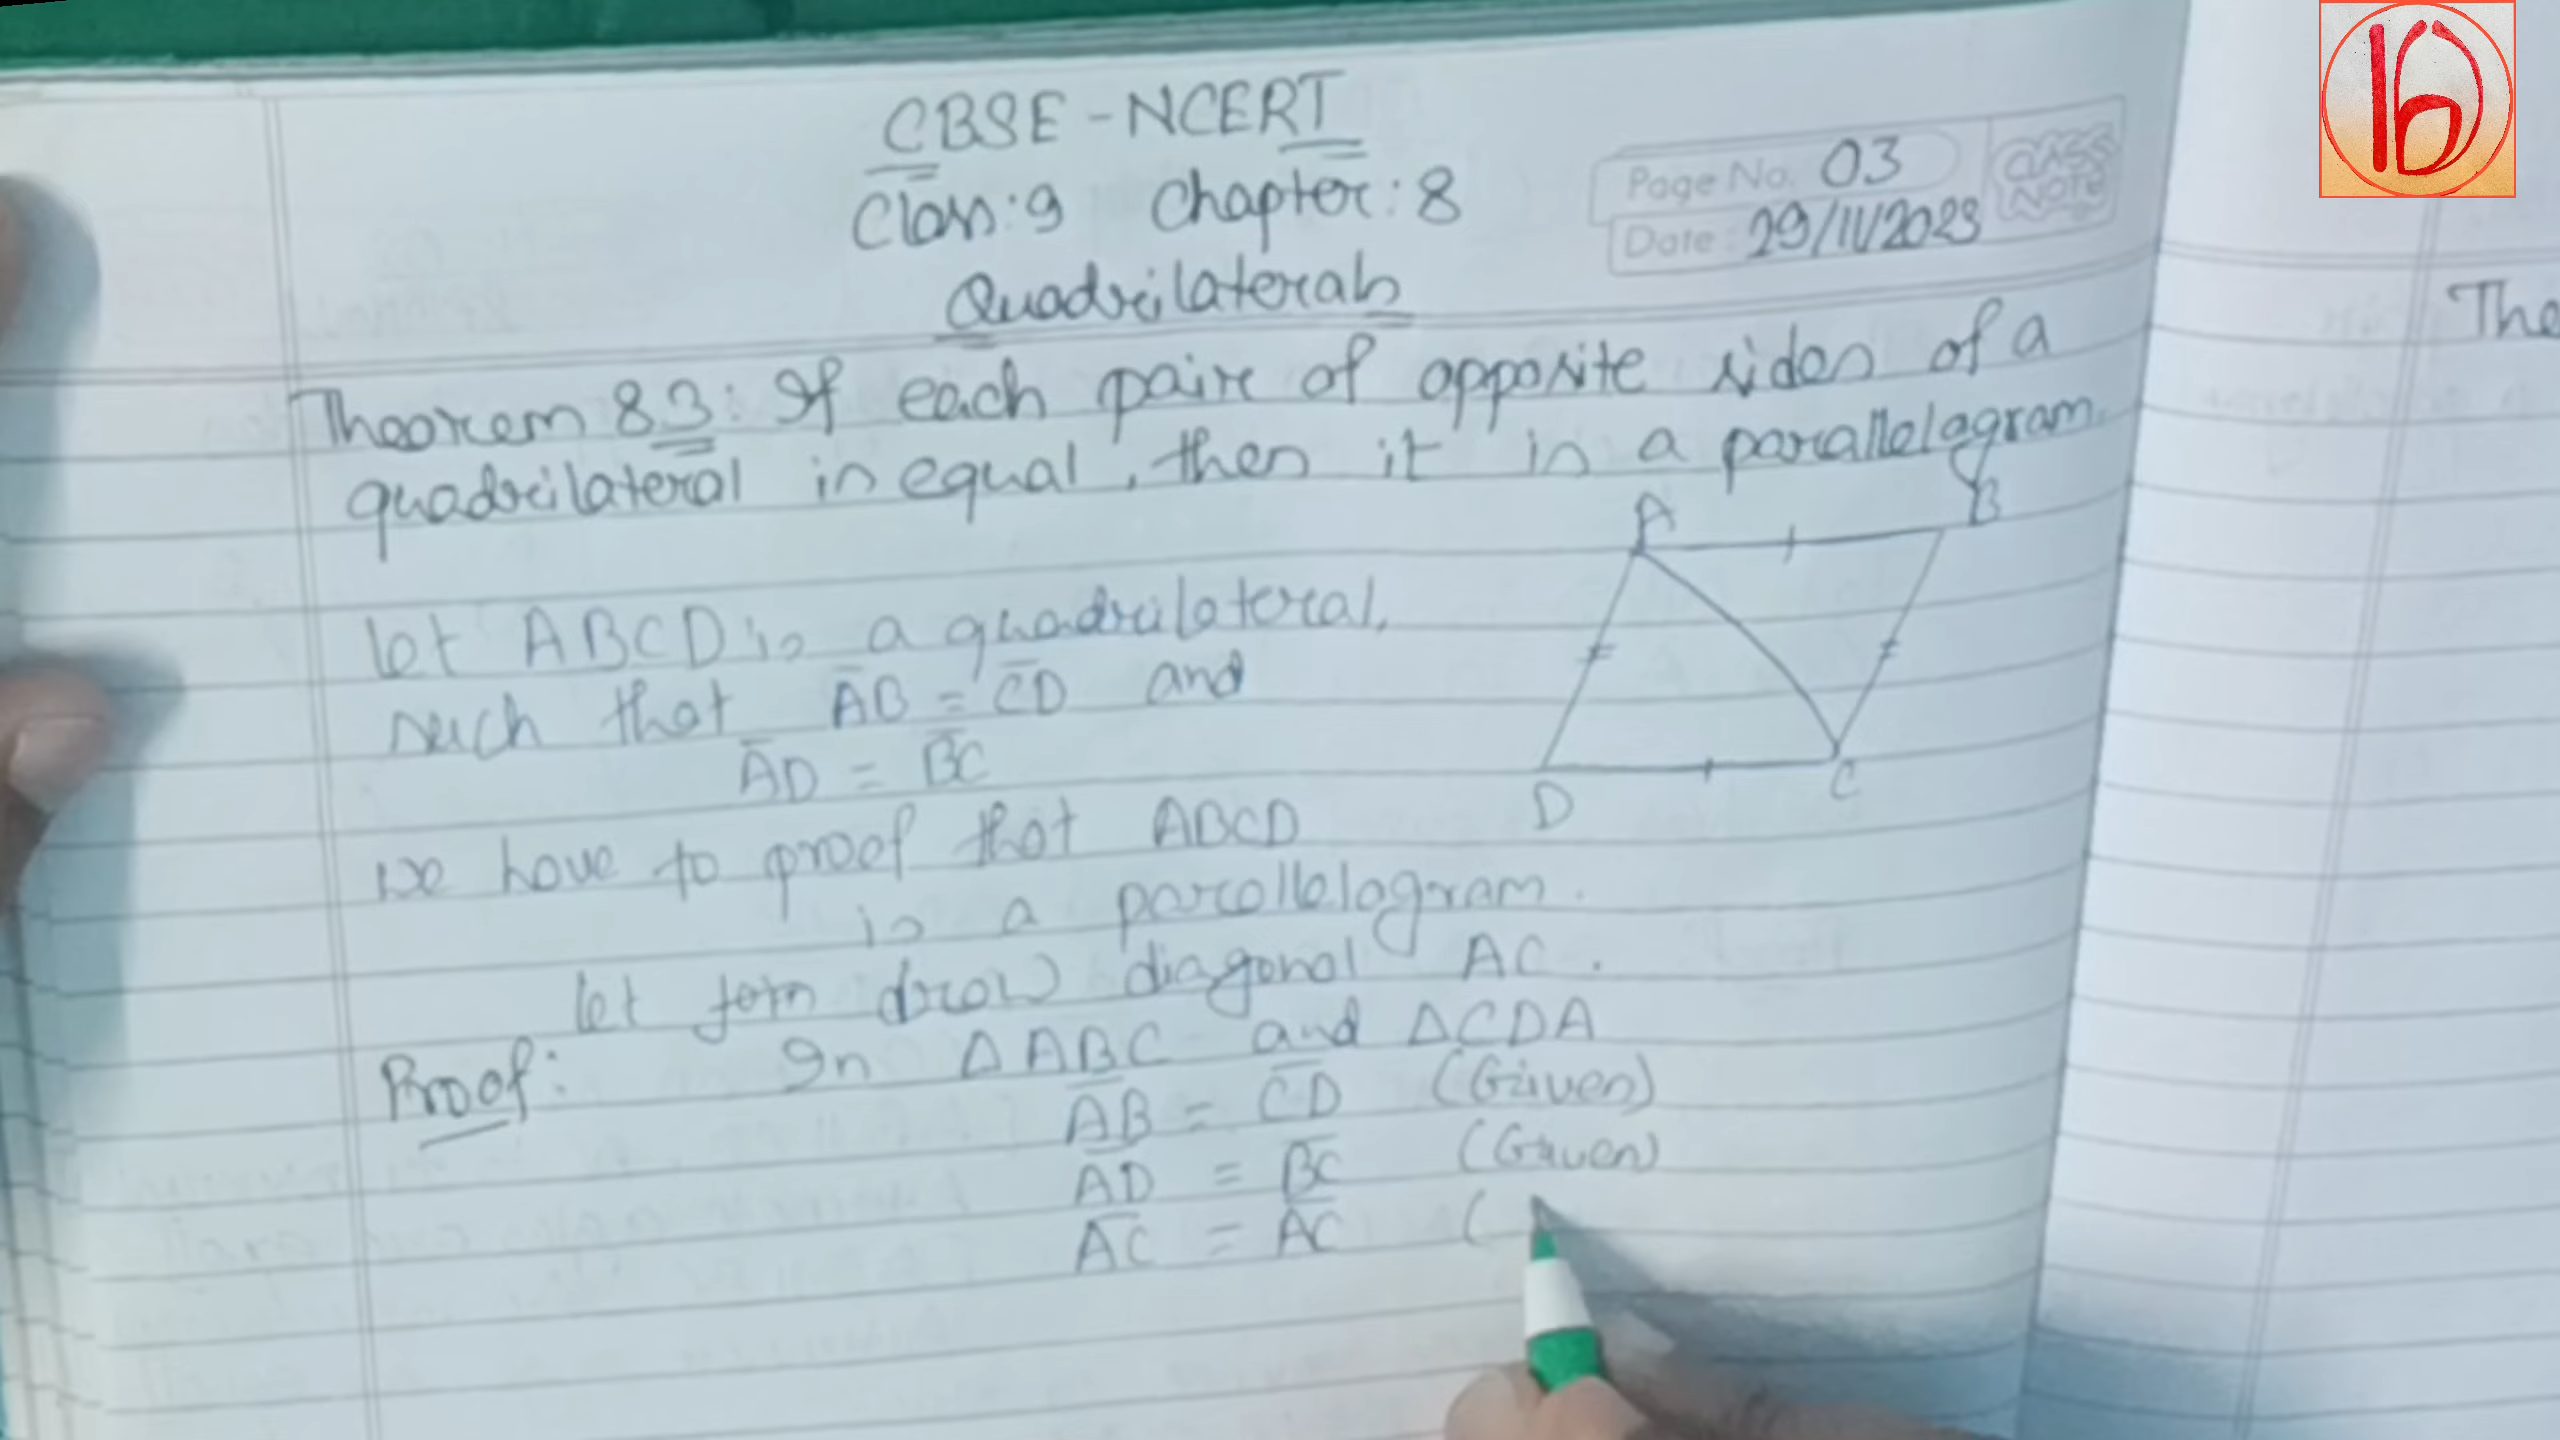 CBSE - NCERT
Class: 9 Chapter: 8
Quadrilaterals
Page No. 03
Date: 29/11/2023
CLASS NOTE
Theorem 8.3: If each pair of opposite sides of a
quadrilateral is equal, then it is a parallelogram.
A
B
D
C
let ABCD is a quadrilateral,
such that AB = CD and
AD = BC
we have to proof that ABCD
is a parallelogram.
let draw diagonal AC.
Proof: In ΔABC and ΔCDA
AB = CD (Given)
AD = BC (Given)
AC = AC (
The